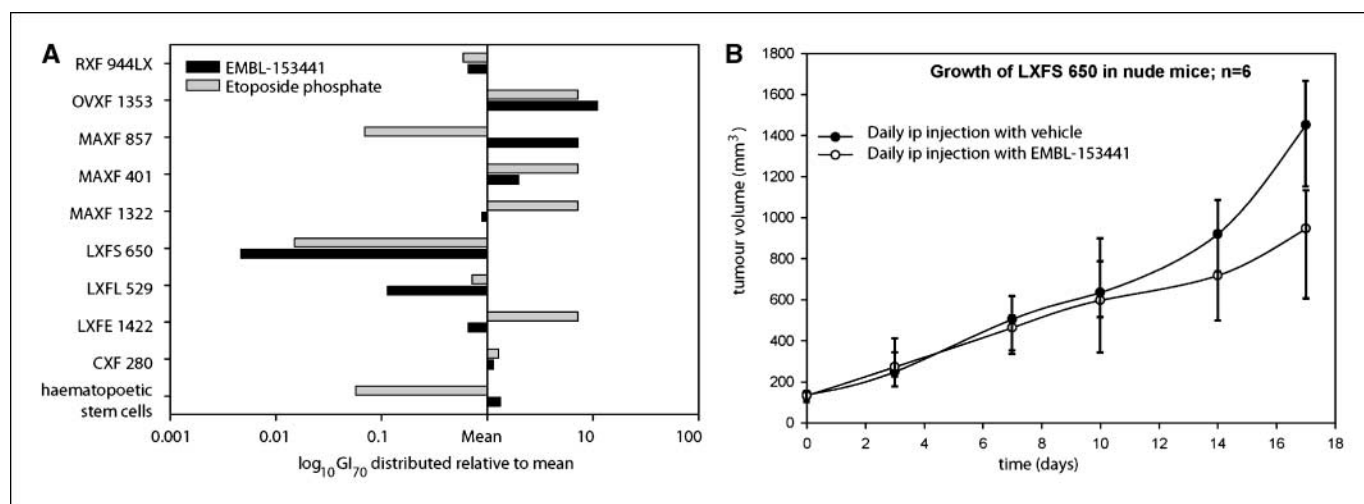 A
RXF 944LX
OVXF 1353
MAXF 857
MAXF 401
MAXF 1322
LXFS 650
LXFL 529
LXFE 1422
CXF 280
haematopoetic
stem cells
EMBL-153441
Etoposide phosphate
0.001 0.01 0.1 Mean 10 100
log10GI70 distributed relative to mean
B
Growth of LXFS 650 in nude mice; n=6
Daily ip injection with vehicle
Daily ip injection with EMBL-153441
tumour volume (mm3)
1800
1600
1400
1200
1000
800
600
400
200
0
0 2 4 6 8 10 12 14 16 18
time (days)